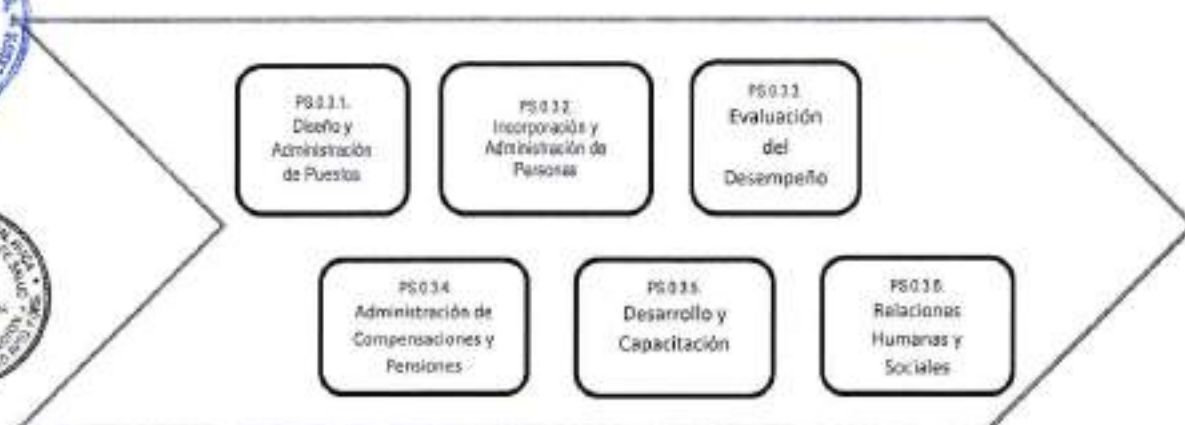 PS.0.3.1.
Diseño y
Administración
de Puestos
PS.0.3.2.
Incorporación y
Administración de
Personas
PS.0.3.3.
Evaluación
del
Desempeño
PS.0.3.4.
Administración de
Compensaciones y
Pensiones
PS.0.3.5.
Desarrollo y
Capacitación
PS.0.3.6.
Relaciones
Humanas y
Sociales